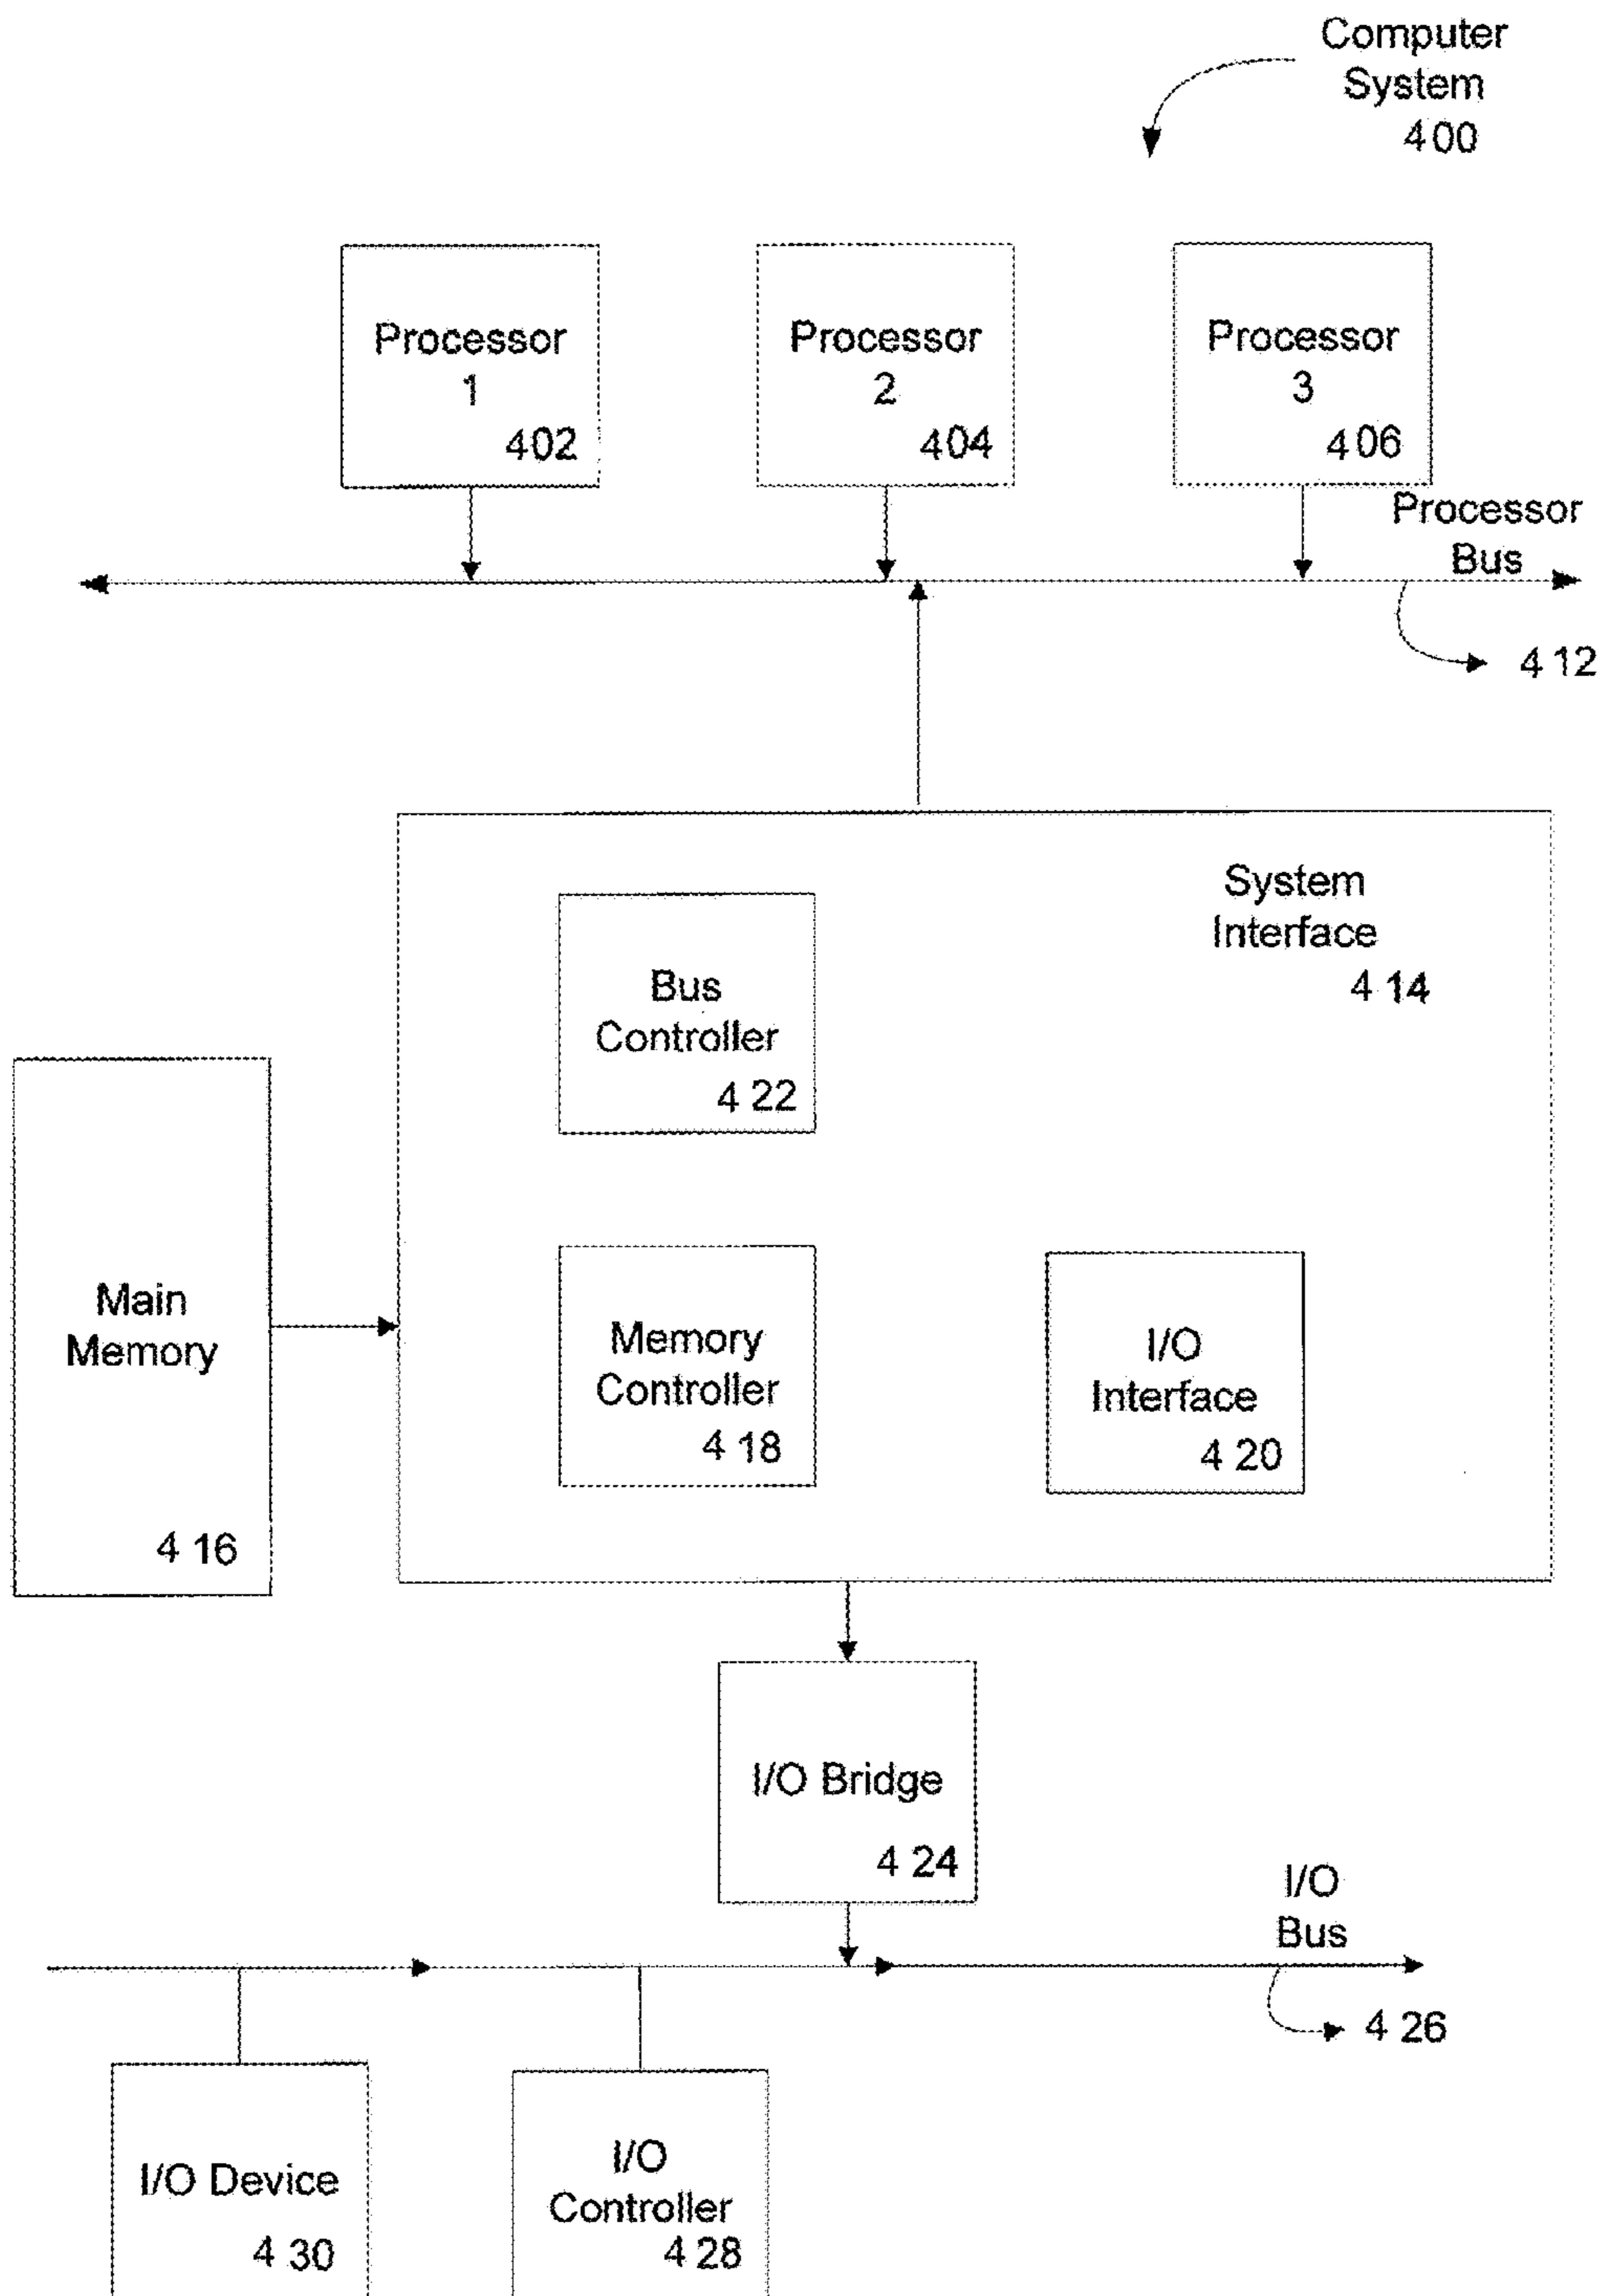 Computer
System
400
Processor
1
402
Processor
2
404
Processor
3
406
Processor
Bus
412
System
Interface
414
Bus
Controller
422
Main
Memory
416
Memory
Controller
418
I/O
Interface
420
I/O Bridge
424
I/O
Bus
426
I/O Device
430
I/O
Controller
428